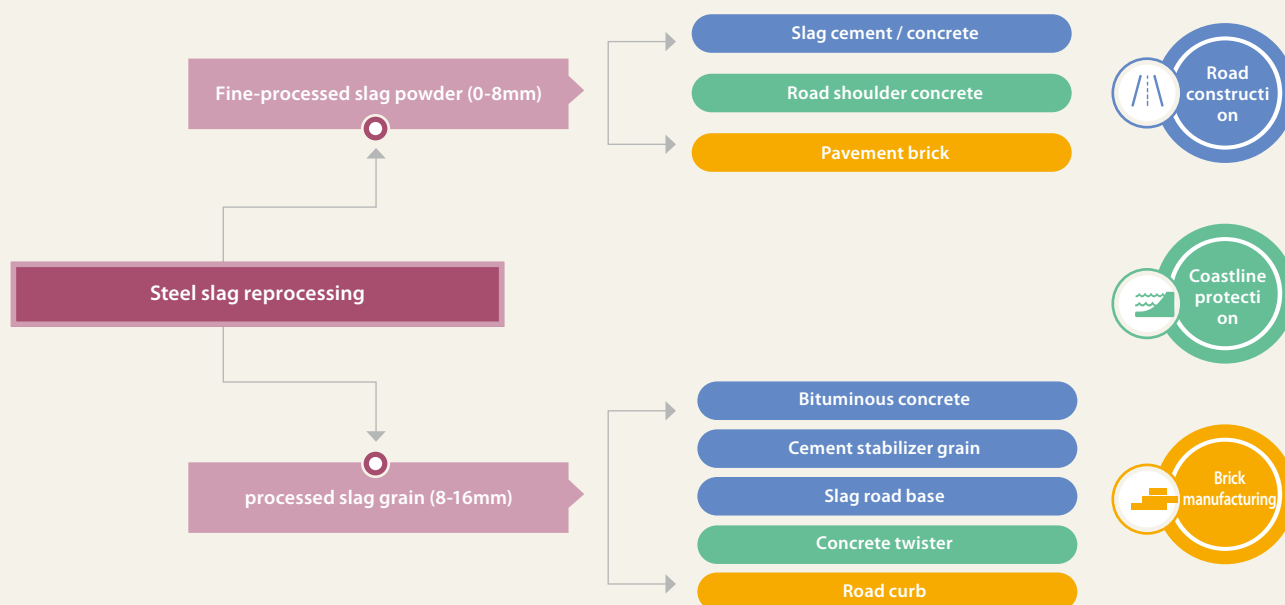 Slag cement / concrete
Fine-processed slag powder (0-8mm)
Road shoulder concrete
Pavement brick
Road
constructi
on
Steel slag reprocessing
Coastline
protecti
on
processed slag grain (8-16mm)
Bituminous concrete
Cement stabilizer grain
Slag road base
Concrete twister
Road curb
Brick
manufacturing